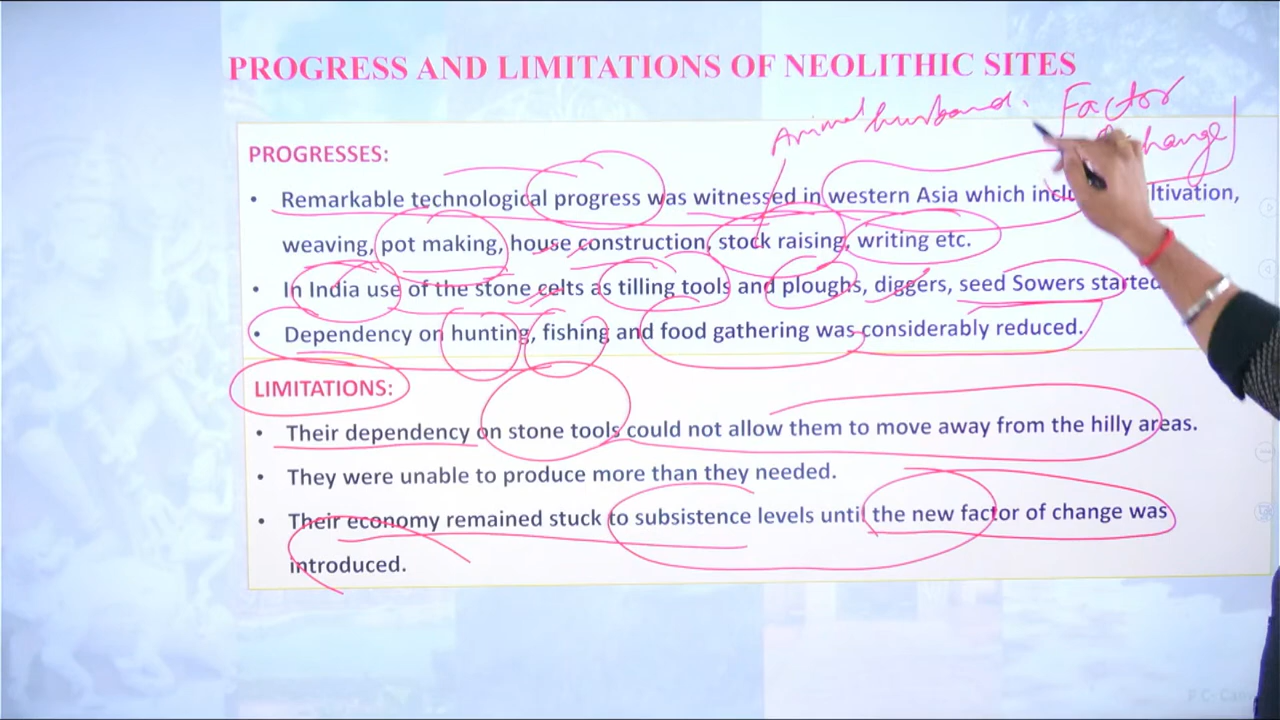 PROGRESS AND LIMITATIONS OF NEOLITHIC SITES
Animal husband. Factor
change
PROGRESSES:
• Remarkable technological progress was witnessed in western Asia which ltivation,
weaving, pot making, house construction, stock raising, writing etc.
• In India use of the stone celts as tilling tools and ploughs, diggers, seed Sowers started
• Dependency on hunting, fishing and food gathering was considerably reduced.
LIMITATIONS:
• Their dependency on stone tools could not allow them to move away from the hilly areas.
• They were unable to produce more than they needed.
• Their economy remained stuck to subsistence levels until the new factor of change was
introduced.